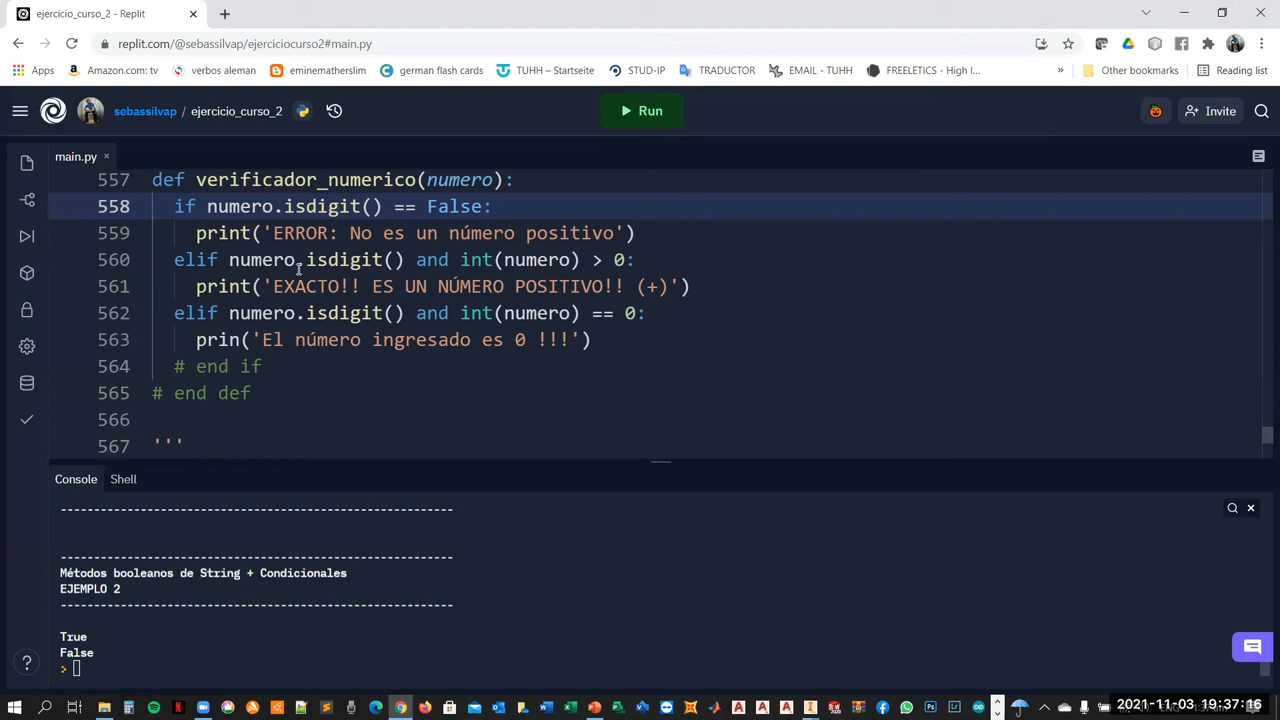 ejercicio_curso_2 - Replit
replit.com/@sebassilvap/ejerciciocurso2#main.py
Apps
Amazon.com: tv
verbos aleman
eminematherslim
german flash cards
TUHH – Startseite
STUD-IP
TRADUCTOR
EMAIL - TUHH
FREELETICS - High I...
»
Other bookmarks
Reading list
sebassilvap / ejercicio_curso_2
Run
Invite
main.py
557 def verificador_numerico(numero):
558 if numero.isdigit() == False:
559 print('ERROR: No es un número positivo')
560 elif numero.isdigit() and int(numero) > 0:
561 print('EXACTO!! ES UN NÚMERO POSITIVO!! (+)')
562 elif numero.isdigit() and int(numero) == 0:
563 prin('El número ingresado es 0 !!!')
564 # end if
565 # end def
566
567 '''
Console Shell
-----------------------------------------------------------
-----------------------------------------------------------
Métodos booleanos de String + Condicionales
EJEMPLO 2
-----------------------------------------------------------
True
False
>
2021-11-03 19:37:16